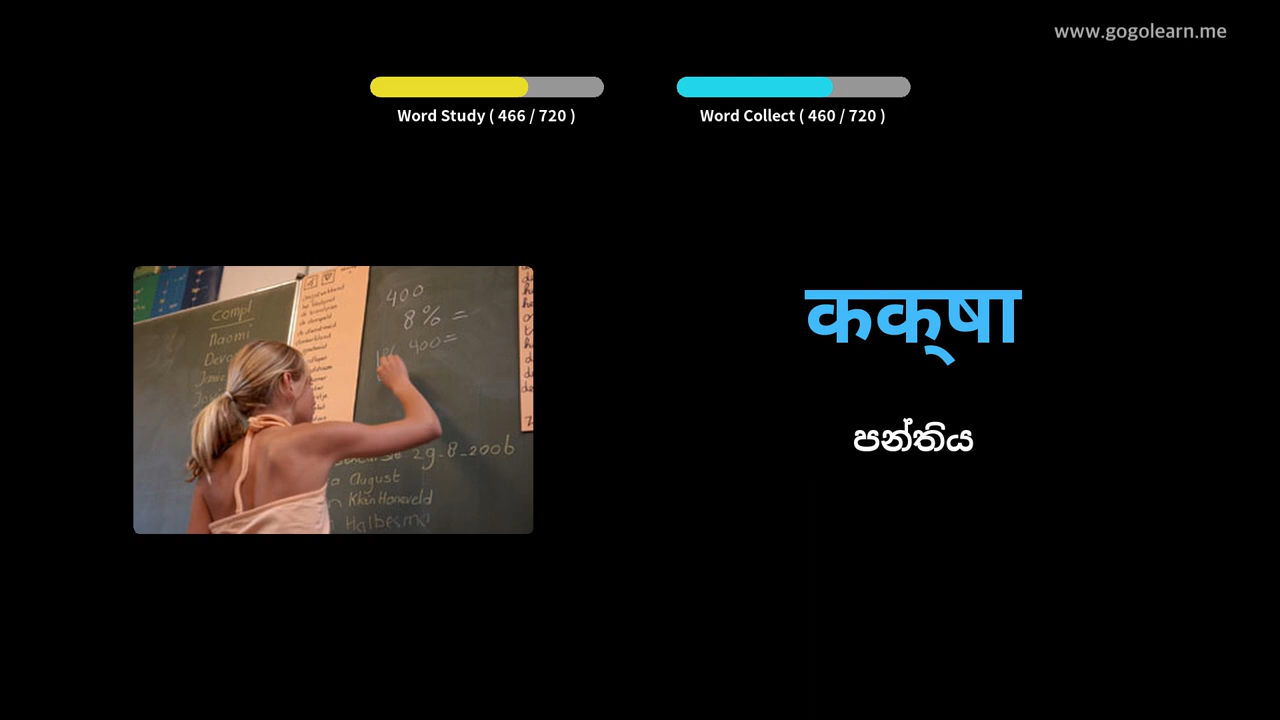 www.gogolearn.me
Word Study ( 466 / 720 )
Word Collect ( 460 / 720 )
कक्षा
පන්තිය
compl
Naomi
400
8% =
1% 400=
29-8-2006
August